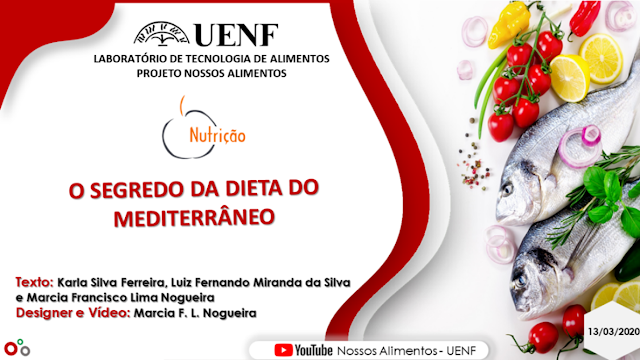 UENF
LABORATÓRIO DE TECNOLOGIA DE ALIMENTOS
PROJETO NOSSOS ALIMENTOS
Nutrição
O SEGREDO DA DIETA DO
MEDITERRÂNEO
Texto: Karla Silva Ferreira, Luiz Fernando Miranda da Silva
e Marcia Francisco Lima Nogueira
Designer e Vídeo: Marcia F. L. Nogueira
13/03/2020
YouTube Nossos Alimentos- UENF